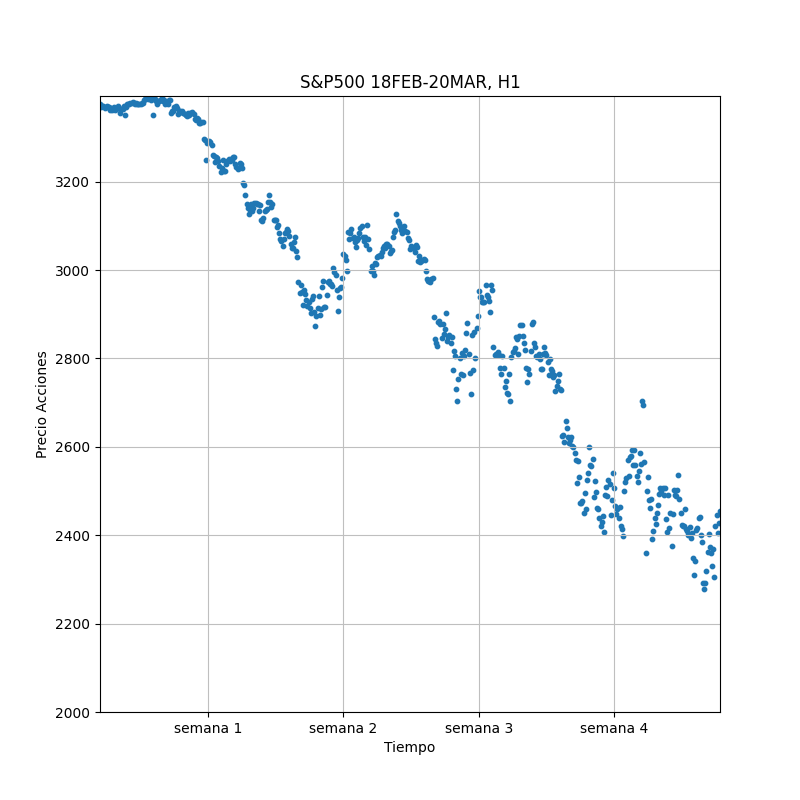 S&P500 18FEB-20MAR, H1
Precio Acciones
3200
3000
2800
2600
2400
2200
2000
semana 1
semana 2
semana 3
semana 4
Tiempo